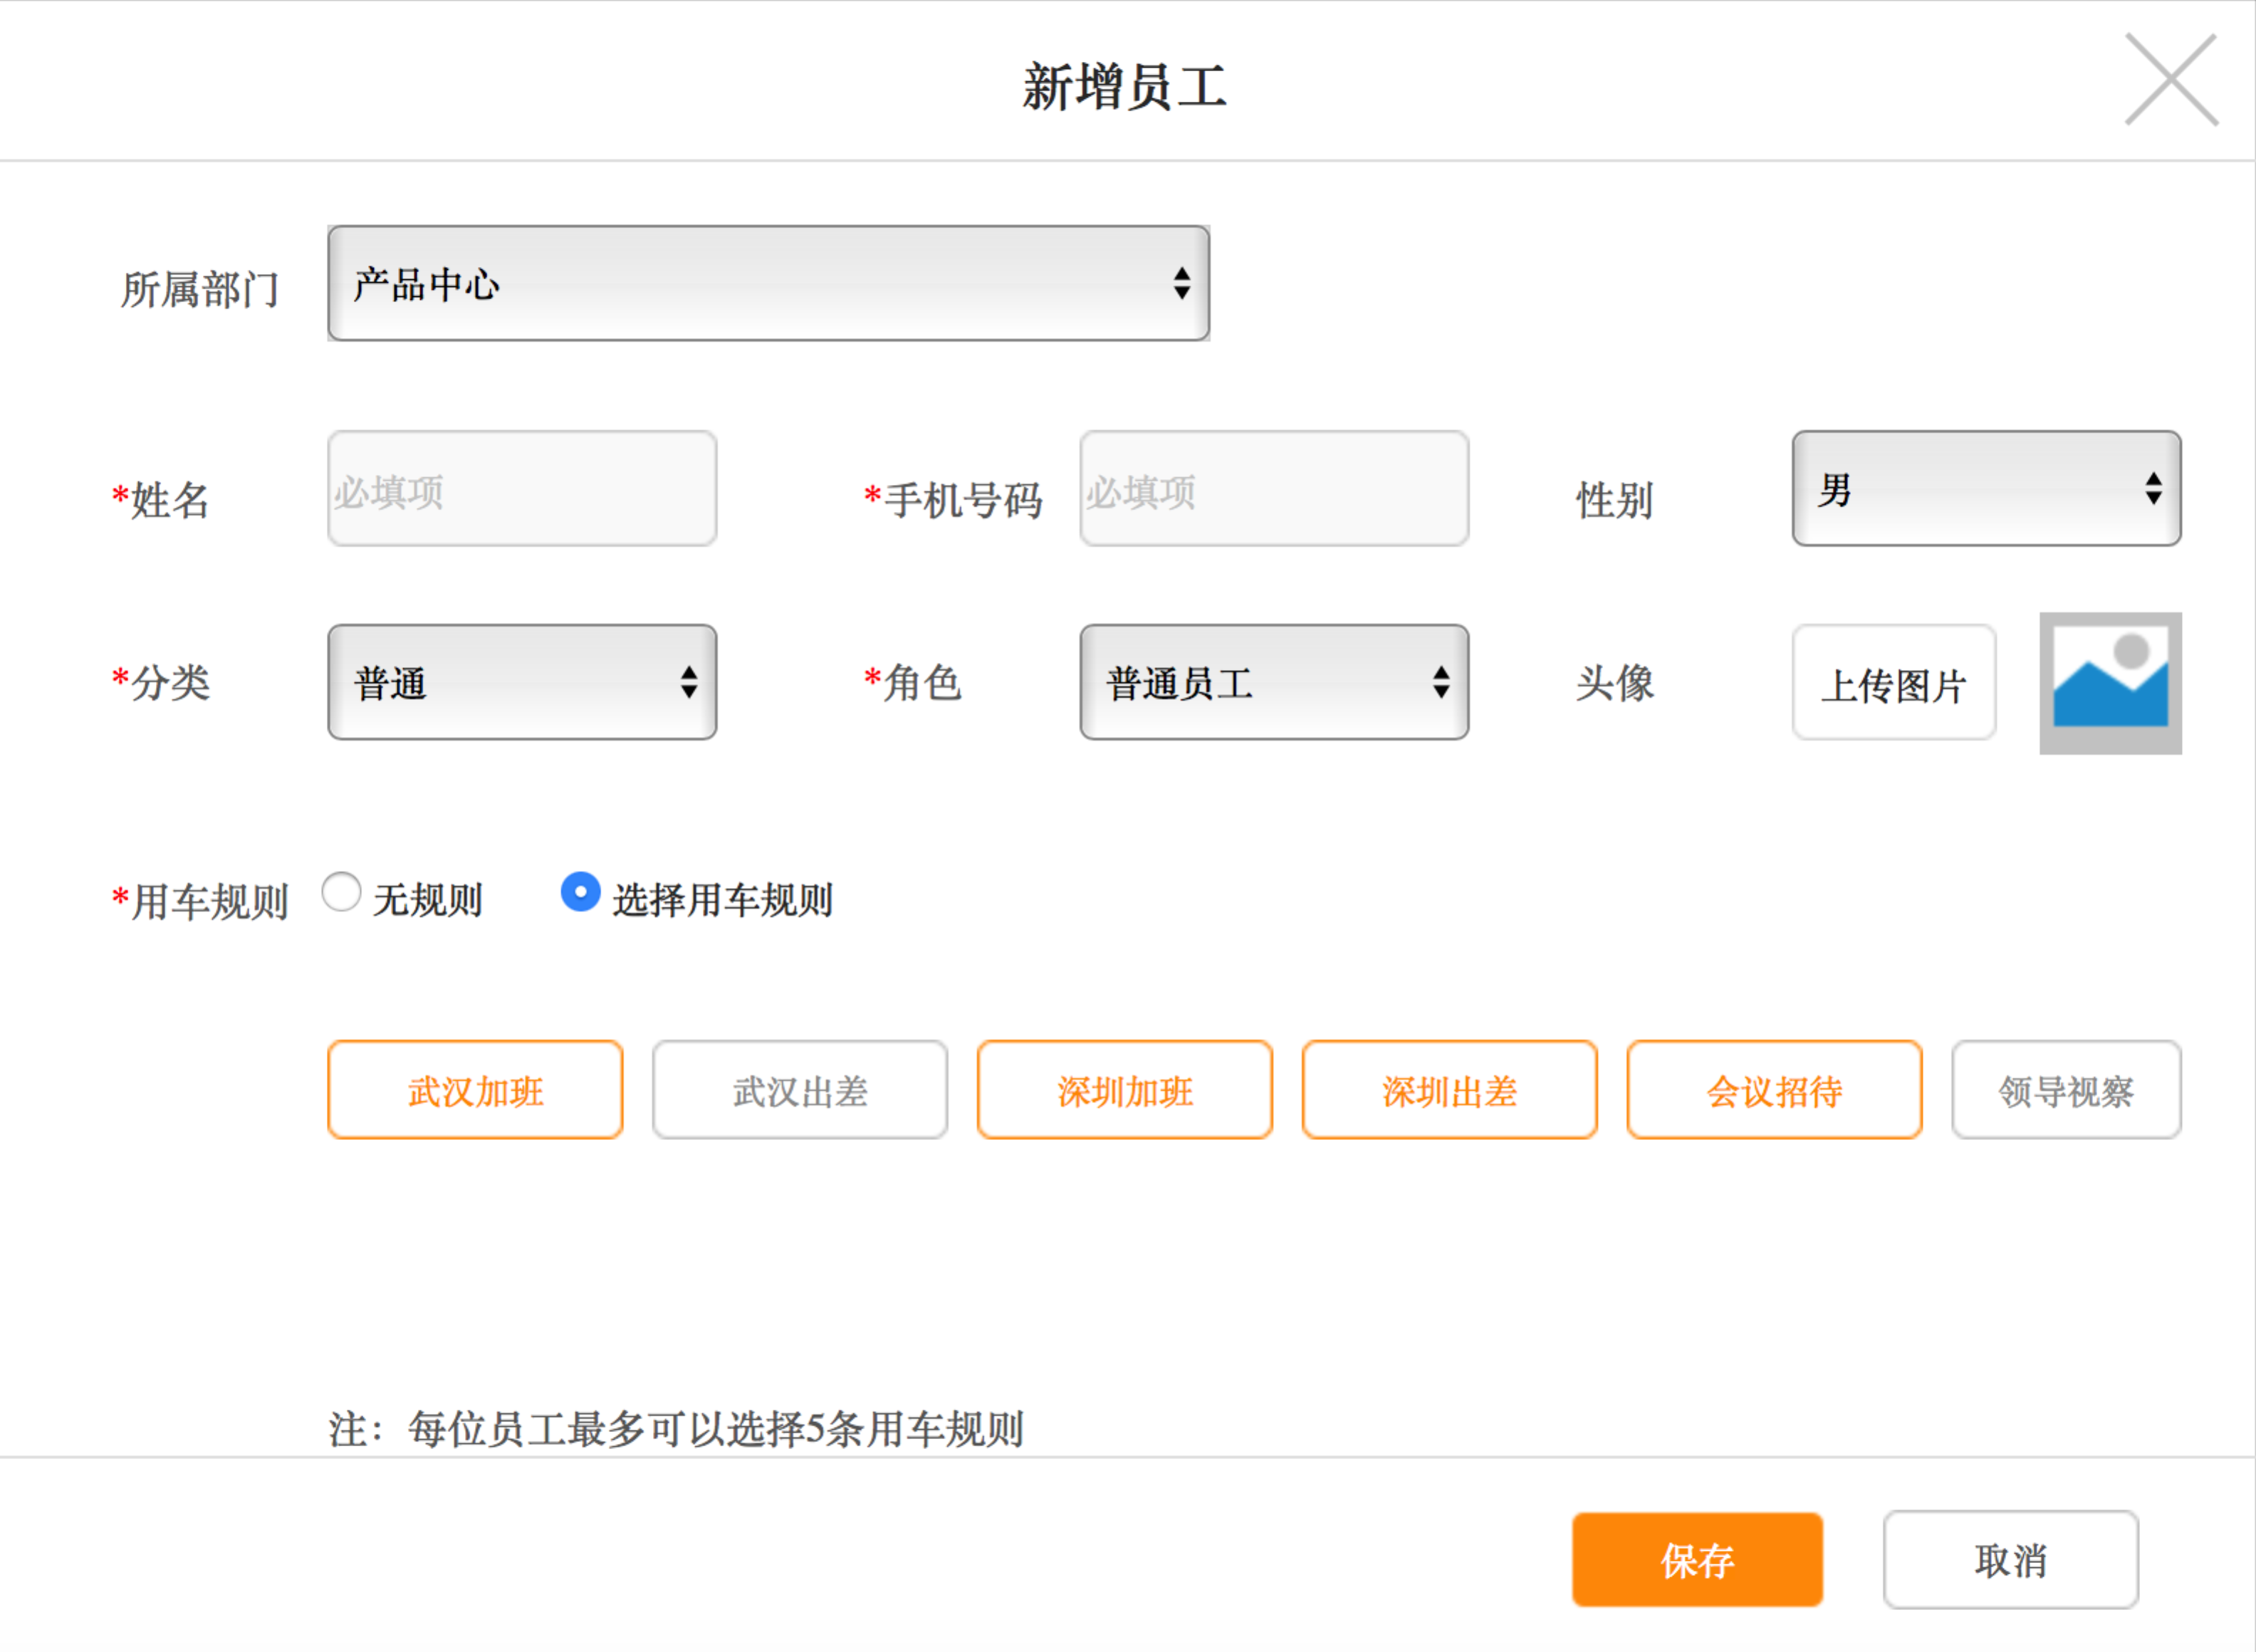 新增员工
所属部门 产品中心
*姓名 必填项 *手机号码 必填项 性别 男
*分类 普通 *角色 普通员工 头像 上传图片
*用车规则 无规则 选择用车规则
武汉加班 武汉出差 深圳加班 深圳出差 会议招待 领导视察
注：每位员工最多可以选择5条用车规则
保存 取消